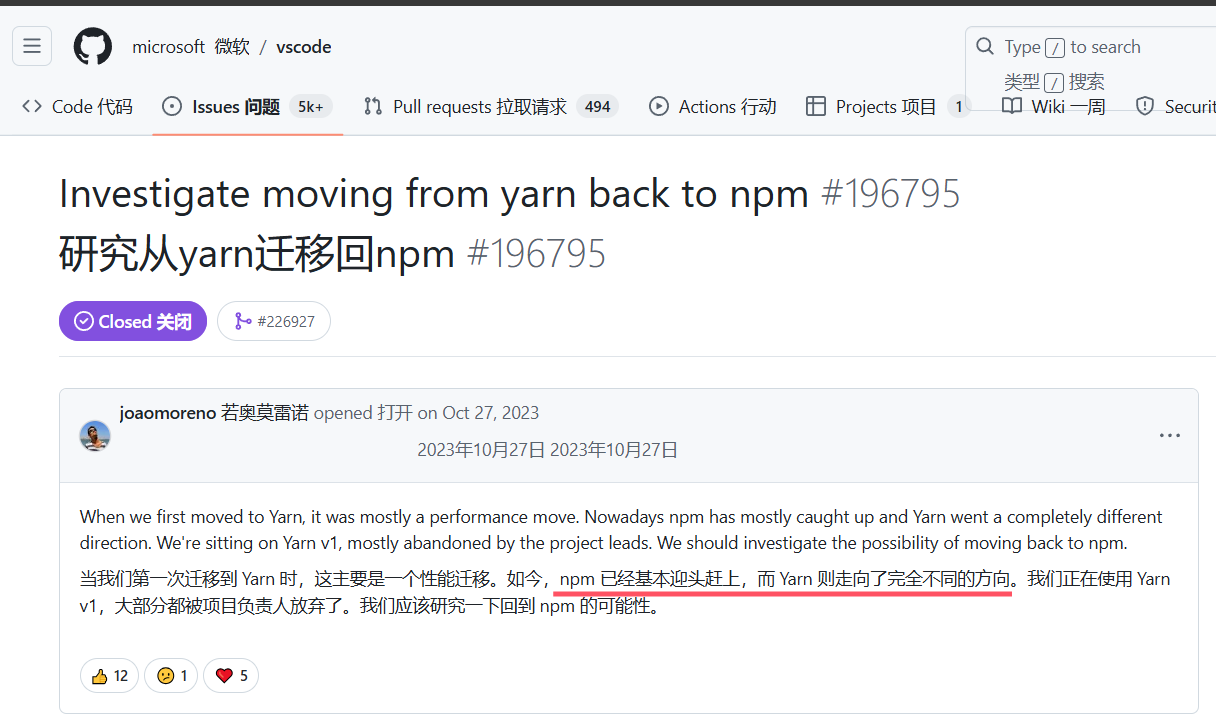 microsoft 微软 / vscode
Type / to search
类型 / 搜索
Code 代码 Issues 问题 5k+ Pull requests 拉取请求 494 Actions 行动 Projects 项目 1 Wiki 一周 Securit
Investigate moving from yarn back to npm #196795
研究从yarn迁移回npm #196795
Closed 关闭 #226927
joaomoreno 若奥莫雷诺 opened 打开 on Oct 27, 2023
2023年10月27日 2023年10月27日
When we first moved to Yarn, it was mostly a performance move. Nowadays npm has mostly caught up and Yarn went a completely different
direction. We're sitting on Yarn v1, mostly abandoned by the project leads. We should investigate the possibility of moving back to npm.
当我们第一次迁移到 Yarn 时，这主要是一个性能迁移。如今，npm 已经基本迎头赶上，而 Yarn 则走向了完全不同的方向。我们正在使用 Yarn
v1，大部分都被项目负责人放弃了。我们应该研究一下回到 npm 的可能性。
👍 12 😕 1 ❤️ 5